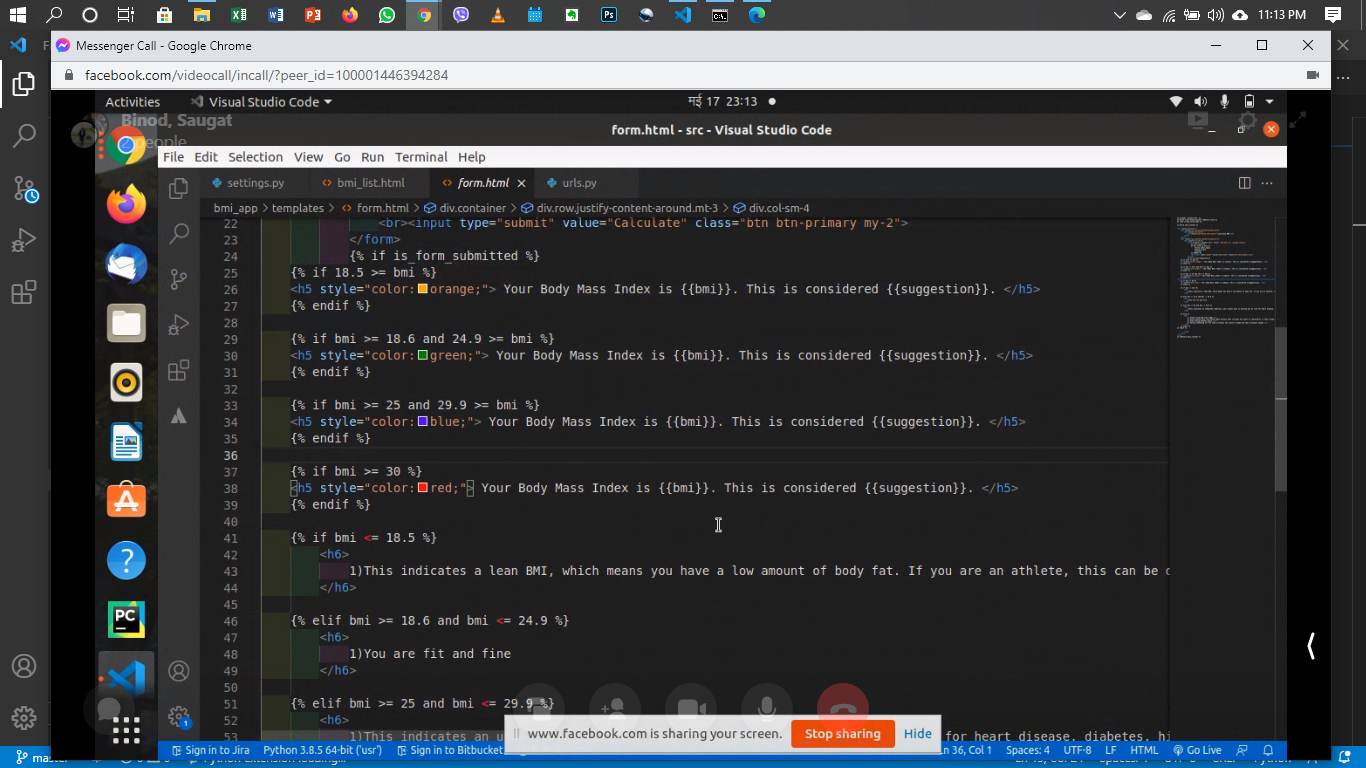 11:13 PM
Messenger Call - Google Chrome
facebook.com/videocall/incall/?peer_id=100001446394284
Activities Visual Studio Code मई 17 23:13
Binod, Saugat
2 people
form.html - src - Visual Studio Code
File Edit Selection View Go Run Terminal Help
settings.py bmi_list.html form.html urls.py
bmi_app > templates > form.html > div.container > div.row.justify-content-around.mt-3 > div.col-sm-4
22 <br><input type="submit" value="Calculate" class="btn btn-primary my-2">
23 </form>
24 {% if is_form_submitted %}
25 {% if 18.5 >= bmi %}
26 <h5 style="color:orange;"> Your Body Mass Index is {{bmi}}. This is considered {{suggestion}}. </h5>
27 {% endif %}
28
29 {% if bmi >= 18.6 and 24.9 >= bmi %}
30 <h5 style="color:green;"> Your Body Mass Index is {{bmi}}. This is considered {{suggestion}}. </h5>
31 {% endif %}
32
33 {% if bmi >= 25 and 29.9 >= bmi %}
34 <h5 style="color:blue;"> Your Body Mass Index is {{bmi}}. This is considered {{suggestion}}. </h5>
35 {% endif %}
36
37 {% if bmi >= 30 %}
38 <h5 style="color:red;"> Your Body Mass Index is {{bmi}}. This is considered {{suggestion}}. </h5>
39 {% endif %}
40
41 {% if bmi <= 18.5 %}
42 <h6>
43 1)This indicates a lean BMI, which means you have a low amount of body fat. If you are an athlete, this can be
44 </h6>
45
46 {% elif bmi >= 18.6 and bmi <= 24.9 %}
47 <h6>
48 1)You are fit and fine
49 </h6>
50
51 {% elif bmi >= 25 and bmi <= 29.9 %}
52 <h6>
53 1)This indicates an for heart disease, diabetes, hi
www.facebook.com is sharing your screen. Stop sharing Hide
Sign in to Jira Python 3.8.5 64-bit ('usr') Sign in to Bitbucket Ln 36, Col 1 Spaces: 4 UTF-8 LF HTML Go Live